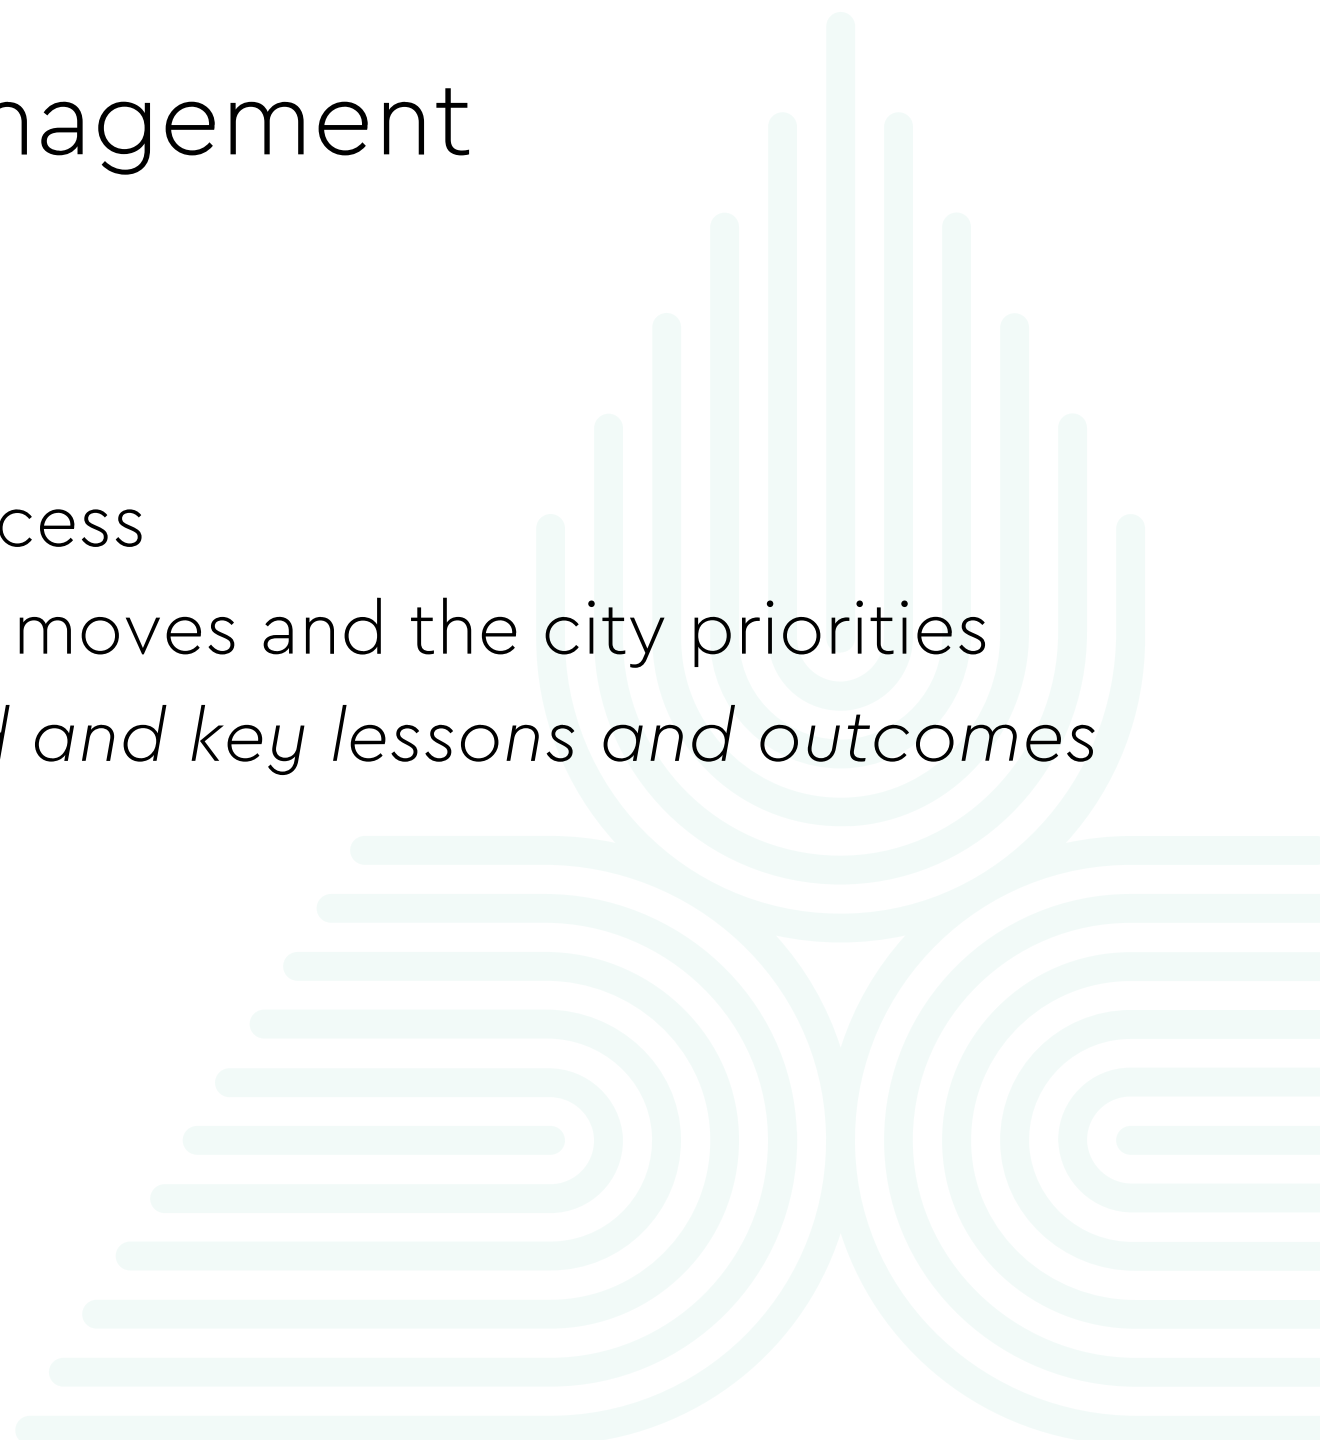 nagement
cess
moves and the city priorities
and key lessons and outcomes